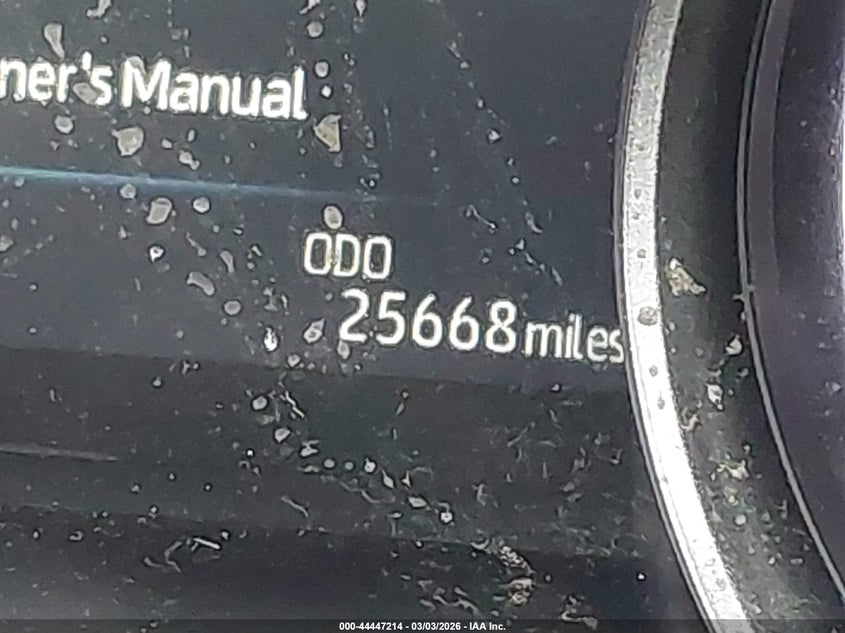 ner's Manual
ODO
25668 miles
000-44447214 - 03/03/2026 - IAA Inc.